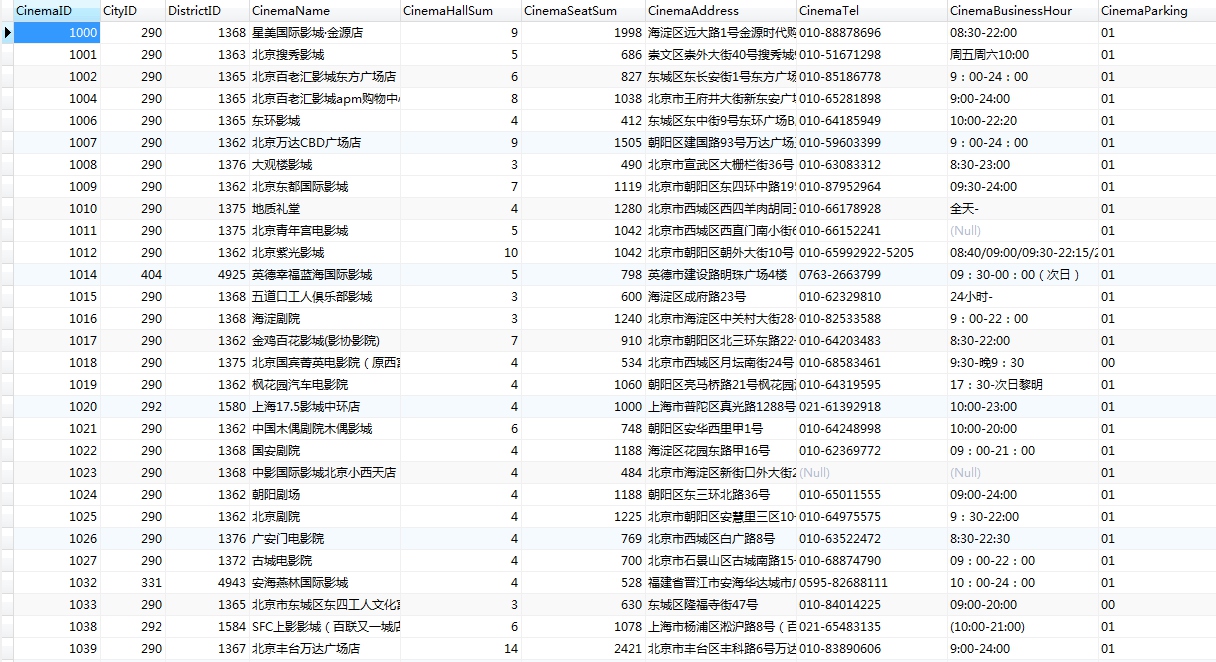 CinemaID CityID DistrictID CinemaName CinemaHallSum CinemaSeatSum CinemaAddress CinemaTel CinemaBusinessHour CinemaParking
1000 290 1368 星美国际影城·金源店 9 1998 海淀区远大路1号金源时代购 010-88878696 08:30-22:00 01
1001 290 1363 北京搜秀影城 5 686 崇文区崇外大街40号搜秀城 010-51671298 周五周六10:00 01
1002 290 1365 北京百老汇影城东方广场店 6 827 东城区东长安街1号东方广场 010-85186778 9：00-24：00 01
1004 290 1365 北京百老汇影城apm购物中 8 1038 北京市王府井大街新东安广 010-65281898 9:00-24:00 01
1006 290 1365 东环影城 4 412 东城区东中街9号东环广场B 010-64185949 10:00-22:20 01
1007 290 1362 北京万达CBD广场店 9 1505 朝阳区建国路93号万达广场 010-59603399 9：00-24：00 01
1008 290 1376 大观楼影城 3 490 北京市宣武区大栅栏街36号 010-63083312 8:30-23:00 01
1009 290 1362 北京东都国际影城 7 1119 北京市朝阳区东四环中路195 010-87952964 09:30-24:00 01
1010 290 1375 地质礼堂 4 1280 北京市西城区西四羊肉胡同 010-66178928 全天- 01
1011 290 1375 北京青年宫电影城 5 1042 北京市西城区西直门南小街6 010-66152241 (Null) 01
1012 290 1362 北京紫光影城 10 1042 北京市朝阳区朝外大街10号 010-65992922-5205 08:40/09:00/09:30-22:15/2 01
1014 404 4925 英德幸福蓝海国际影城 5 798 英德市建设路明珠广场4楼 0763-2663799 09：30-00：00（次日） 01
1015 290 1368 五道口工人俱乐部影城 3 600 海淀区成府路23号 010-62329810 24小时- 01
1016 290 1368 海淀剧院 3 1240 北京市海淀区中关村大街28 010-82533588 9：00-22：00 01
1017 290 1362 金鸡百花影城(影协影院) 7 910 北京市朝阳区北三环东路22 010-64203483 8:30-22:00 01
1018 290 1375 北京国宾菁英电影院（原西 4 534 北京市西城区月坛南街24号 010-68583461 9:30-晚9：30 00
1019 290 1362 枫花园汽车电影院 4 1060 朝阳区亮马桥路21号枫花园 010-64319595 17：30-次日黎明 01
1020 292 1580 上海17.5影城中环店 4 1000 上海市普陀区真光路1288号 021-61392918 10:00-23:00 01
1021 290 1362 中国木偶剧院木偶影城 6 748 朝阳区安华西里甲1号 010-64248998 10:00-20:00 01
1022 290 1368 国安剧院 4 1188 海淀区花园东路甲16号 010-62369772 09：00-21：00 01
1023 290 1368 中影国际影城北京小西天店 4 484 北京市海淀区新街口外大街2 (Null) (Null) 01
1024 290 1362 朝阳剧场 4 1188 朝阳区东三环北路36号 010-65011555 09:00-24:00 01
1025 290 1362 北京剧院 4 1225 北京市朝阳区安慧里三区10 010-64975575 9：30-22:00 01
1026 290 1376 广安门电影院 4 769 北京市西城区白广路8号 010-63522472 8:30-22:30 01
1027 290 1372 古城电影院 4 700 北京市石景山区古城南路15 010-68874790 09：00-22：00 01
1032 331 4943 安海燕林国际影城 4 528 福建省晋江市安海华达城市 0595-82688111 10：00-24：00 01
1033 290 1365 北京市东城区东四工人文化 3 630 东城区隆福寺街47号 010-84014225 09:00-20:00 00
1038 292 1584 SFC上影影城（百联又一城店 6 1078 上海市杨浦区淞沪路8号（百 021-65483135 (10:00-21:00) 01
1039 290 1367 北京丰台万达广场店 14 2421 北京市丰台区丰科路6号万达 010-83890606 9:00-24:00 01